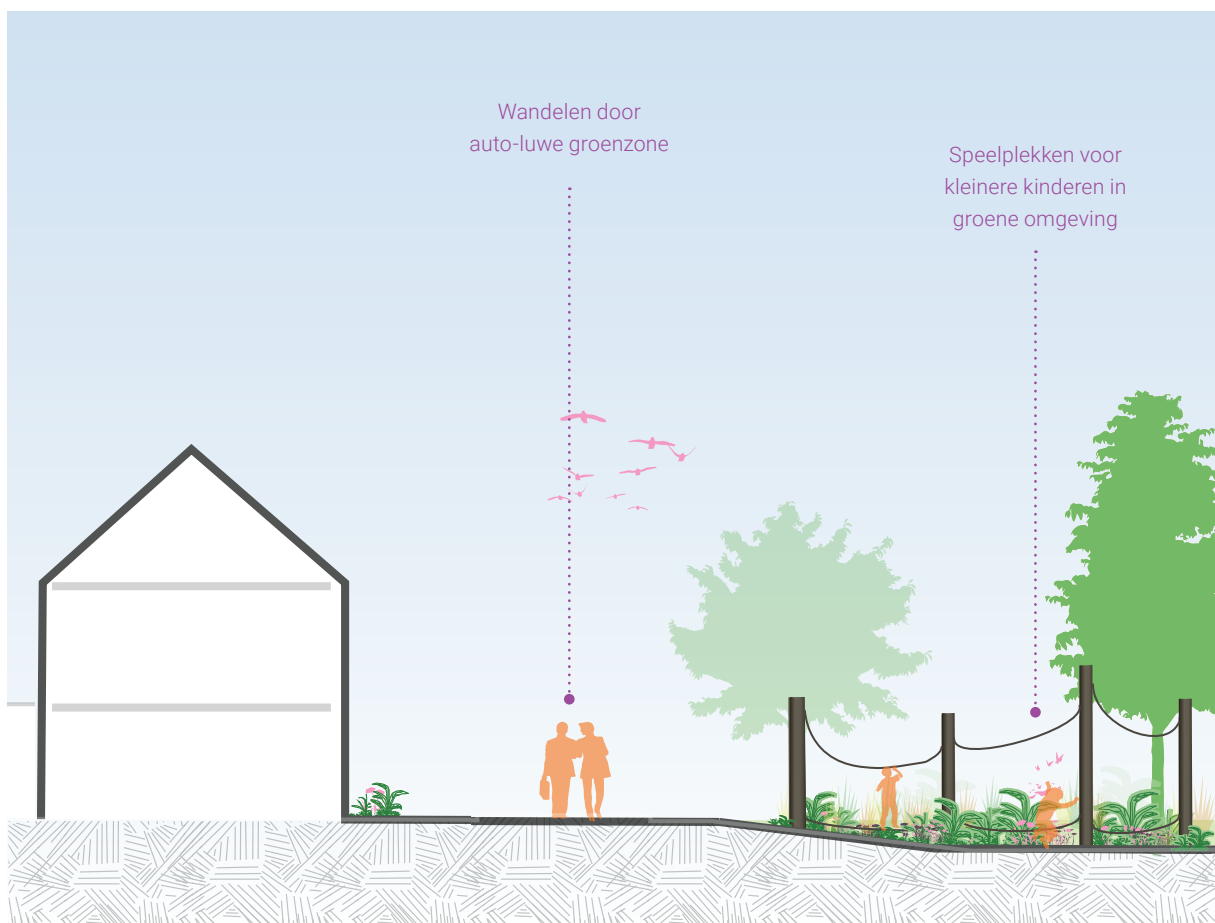 Wandelen door
auto-luwe groenzone
Speelplekken voor
kleinere kinderen in
groene omgeving